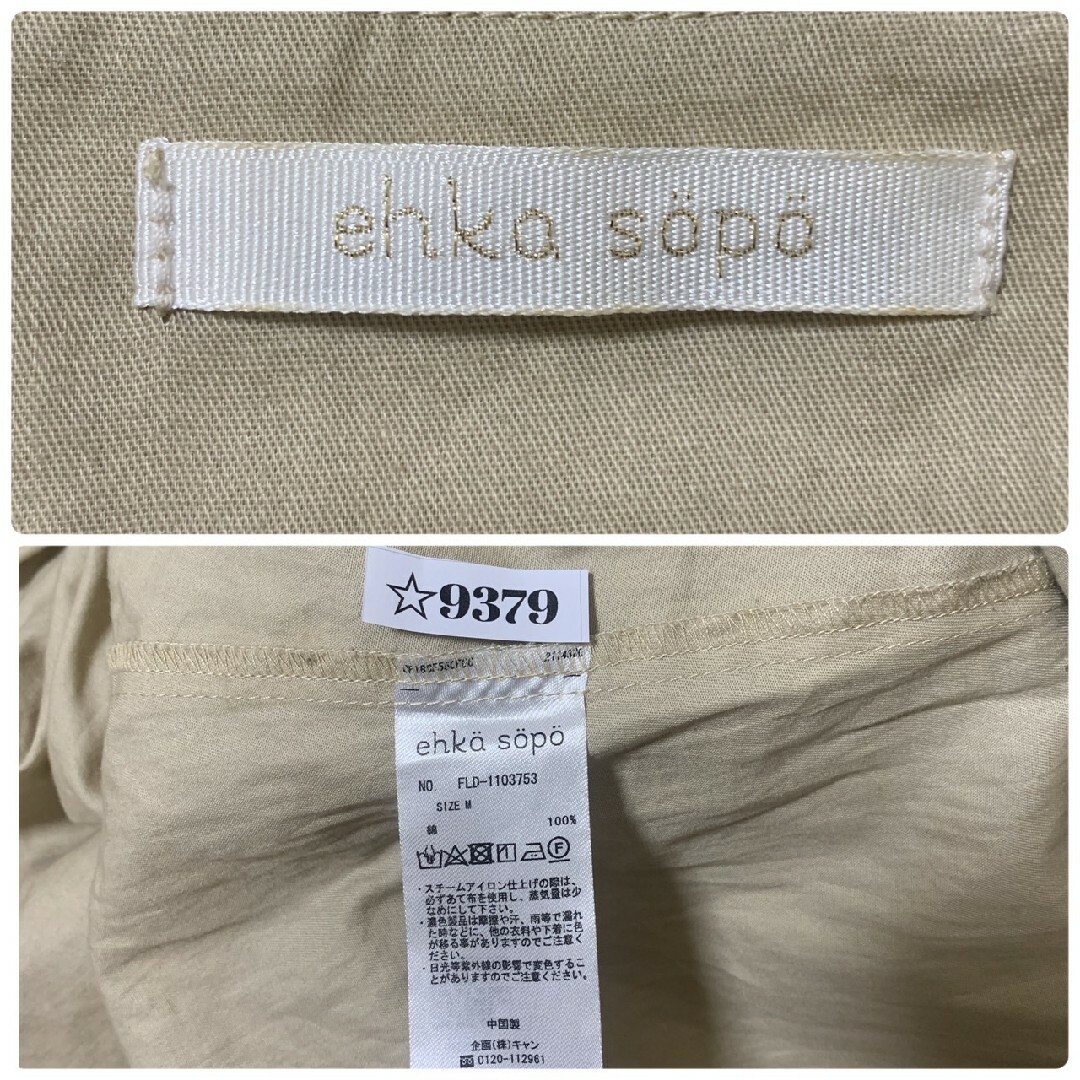 ehka söpö
☆9379
ehkä söpö
NO. FLD-1103753
SIZE M
綿 100%
F
・スチームアイロン仕上げの際は、
必ずあて布を使用し、蒸気量は少
なめにして下さい。
・濃色製品は摩擦や汗、雨等で濡れ
た時などに、他の衣料や下着に色
が移る事がありますのでご注意く
ださい。
・日光等紫外線の影響で変色するこ
とがありますのでご注意ください。
中国製
企画(株)キャン
0120-112961